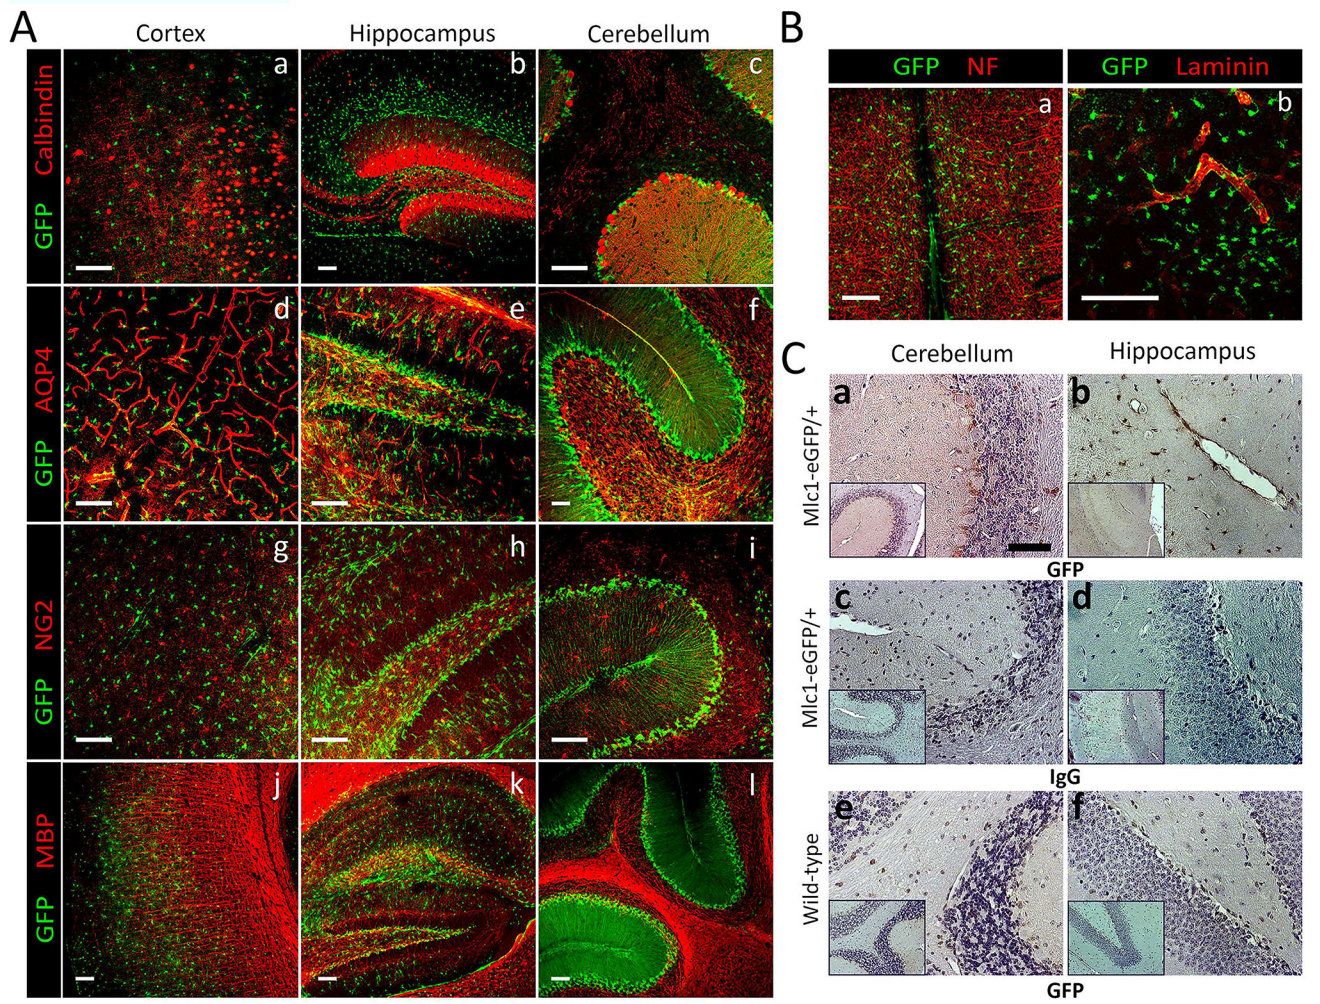 A
Cortex
Hippocampus
Cerebellum
GFP Calbindin
a
b
c
GFP AQP4
d
e
f
GFP NG2
g
h
i
GFP MBP
j
k
l
B
GFP NF
GFP Laminin
a
b
C
Cerebellum
Hippocampus
Mlc1-eGFP/+
a
b
GFP
Mlc1-eGFP/+
c
d
IgG
Wild-type
e
f
GFP